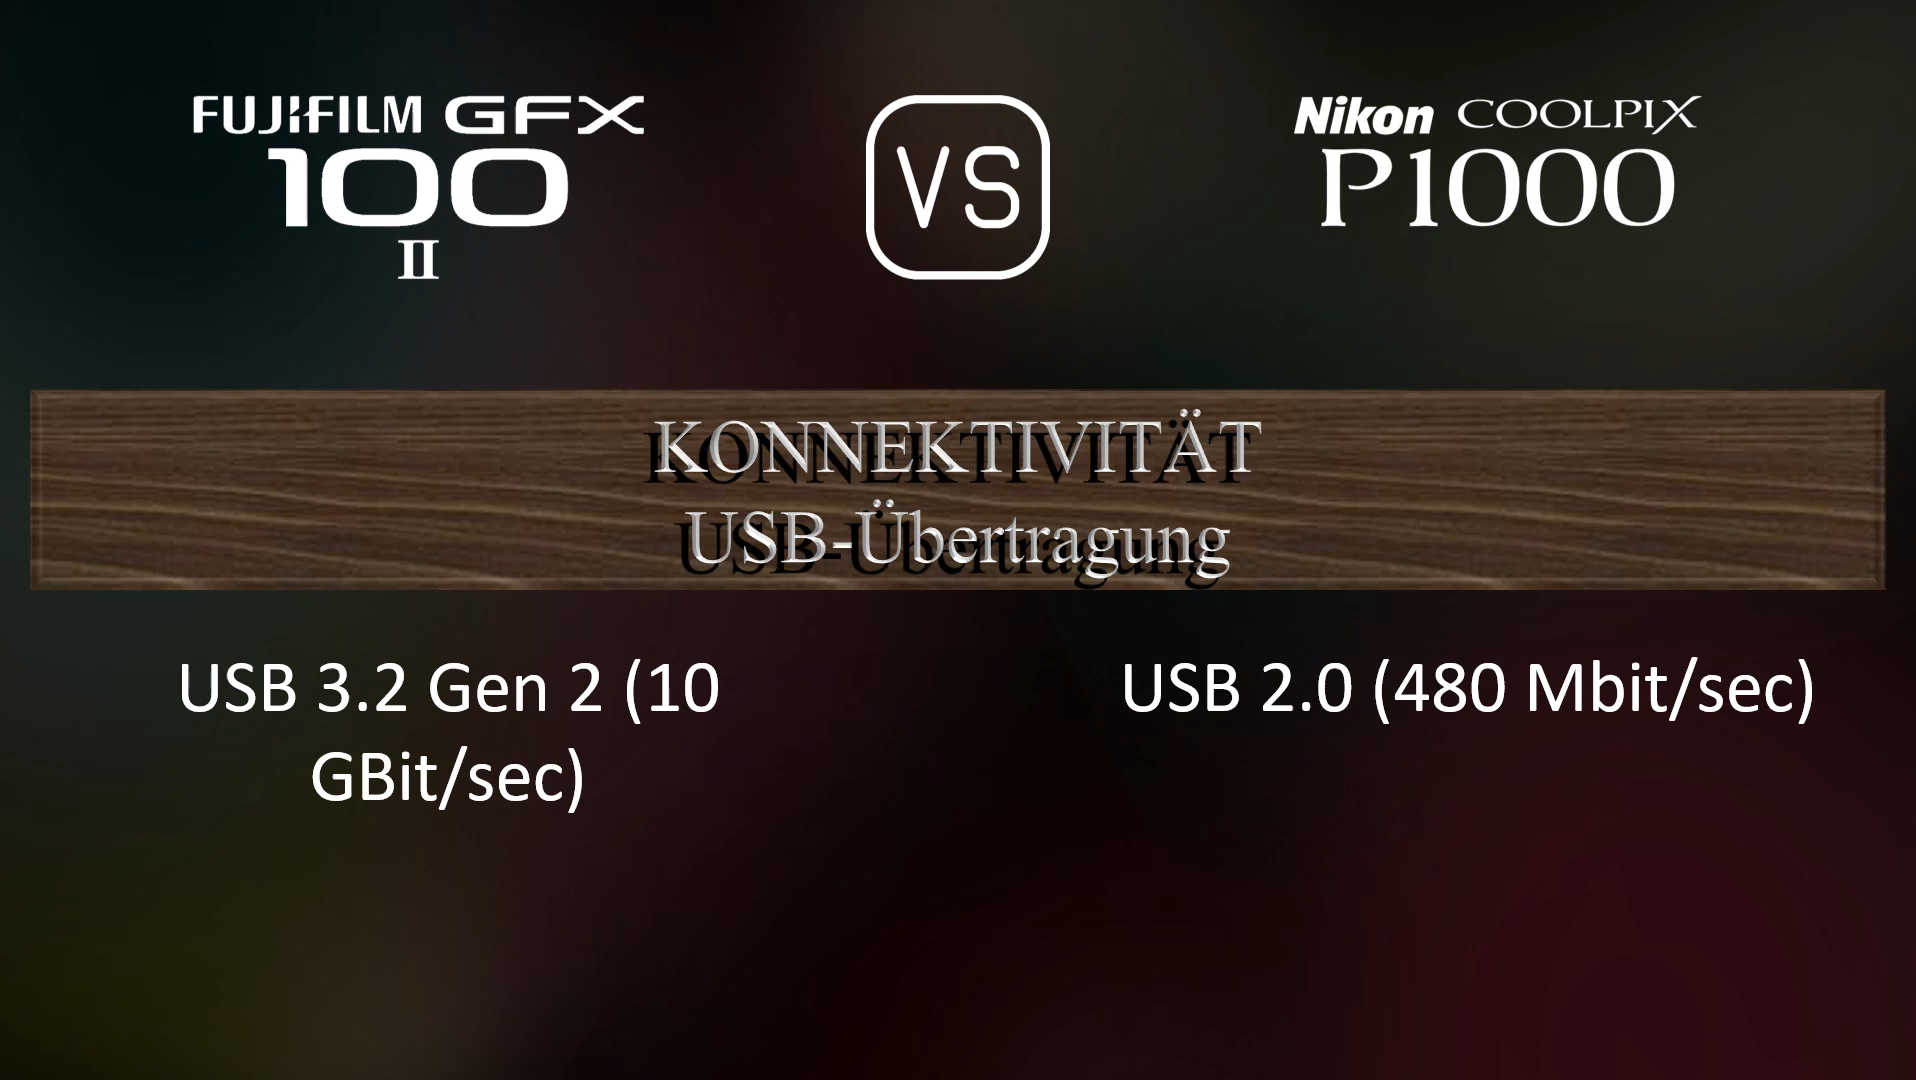 FUJIFILM GFX
100
II
VS
Nikon COOLPIX
P1000
KONNEKTIVITÄT
USB-Übertragung
USB 3.2 Gen 2 (10
GBit/sec)
USB 2.0 (480 Mbit/sec)